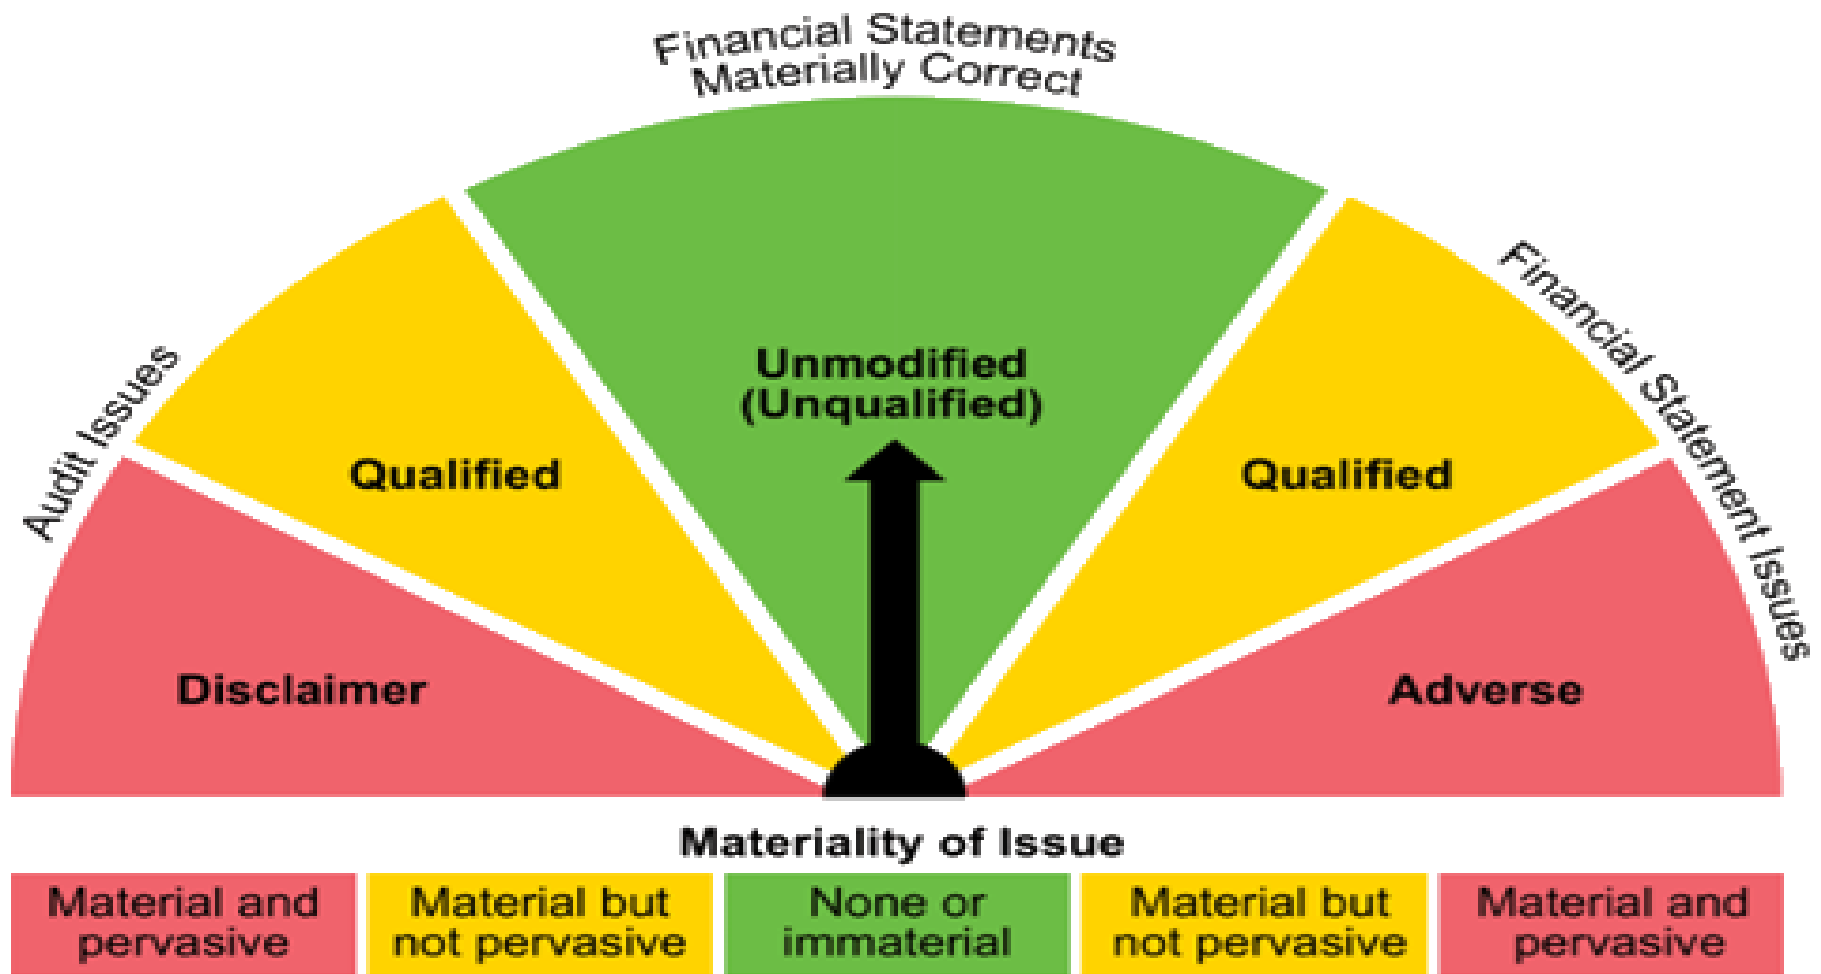 Financial Statements
Materially Correct
Audit Issues
Financial Statement Issues
Unmodified
(Unqualified)
Qualified
Qualified
Disclaimer
Adverse
Materiality of Issue
Material and
pervasive
Material but
not pervasive
None or
immaterial
Material but
not pervasive
Material and
pervasive